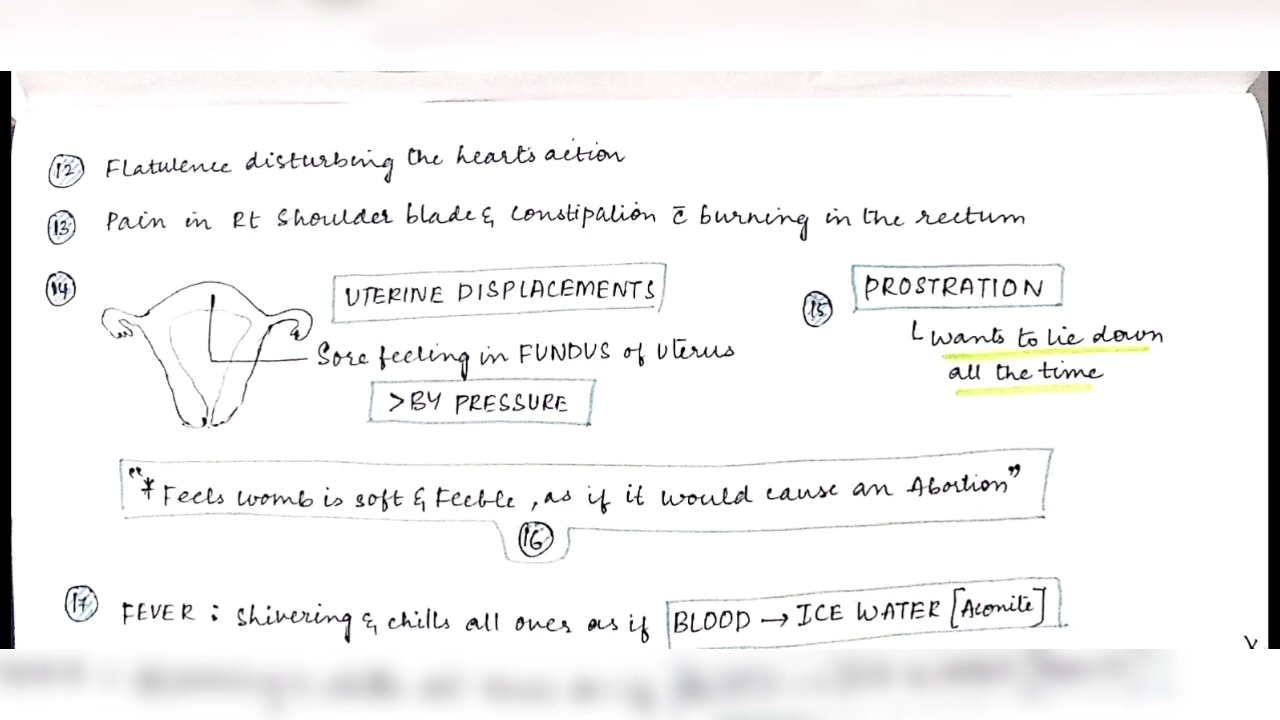 12 Flatulence disturbing the heart's action
13 Pain in Rt Shoulder blade & constipation c̄ burning in the rectum
14 UTERINE DISPLACEMENTS
Sore feeling in FUNDUS of Uterus
>BY PRESSURE
15 PROSTRATION
└ wants to lie down
all the time
"* Feels womb is soft & Feeble, as if it would cause an Abortion"
16
17 FEVER : Shivering & chills all over as if BLOOD → ICE WATER [Aconite]